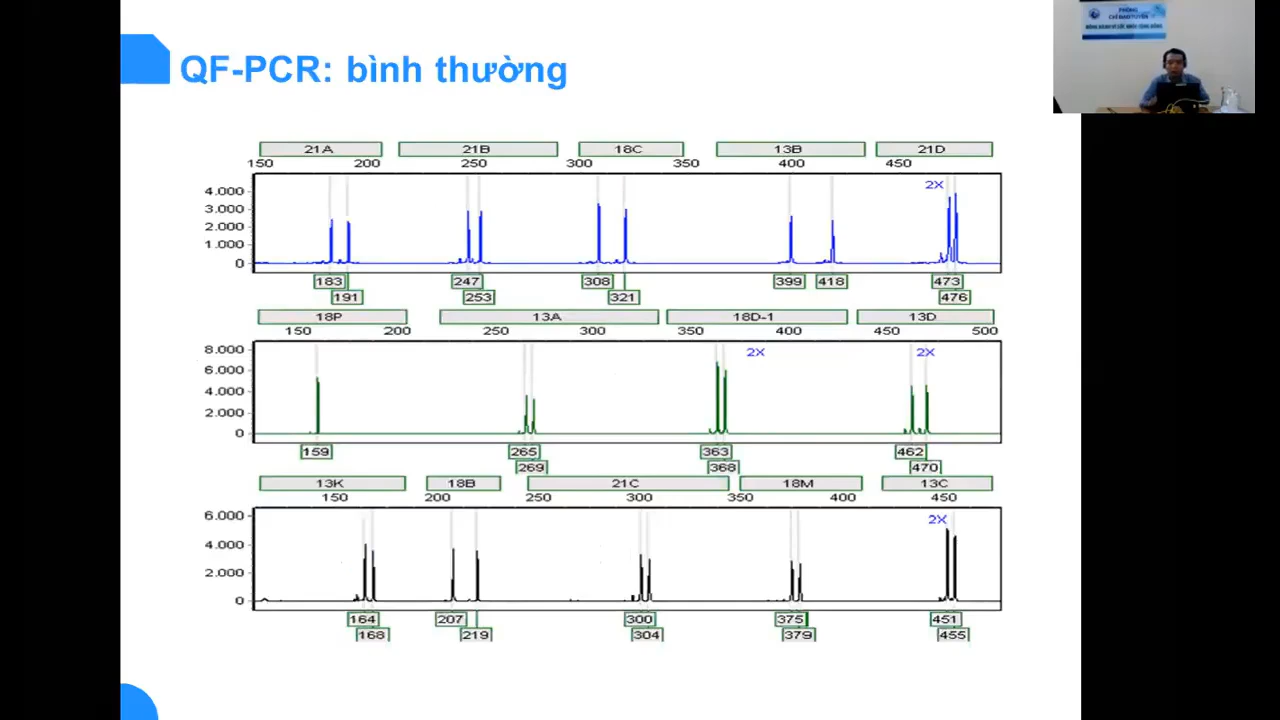 PHÒNG
CHỈ ĐẠO TUYẾN
QF-PCR: bình thường
21A 21B 18C 13B 21D
150 200 250 300 350 400 450
2X
4.000
3.000
2.000
1.000
0
183 247 308 399 418 473
191 253 321 476
18P 13A 18D-1 13D
150 200 250 300 350 400 450 500
2X 2X
8.000
6.000
4.000
2.000
0
159 265 363 462
269 368 470
13K 18B 21C 18M 13C
150 200 250 300 350 400 450
2X
6.000
4.000
2.000
0
164 207 300 375 451
168 219 304 379 455